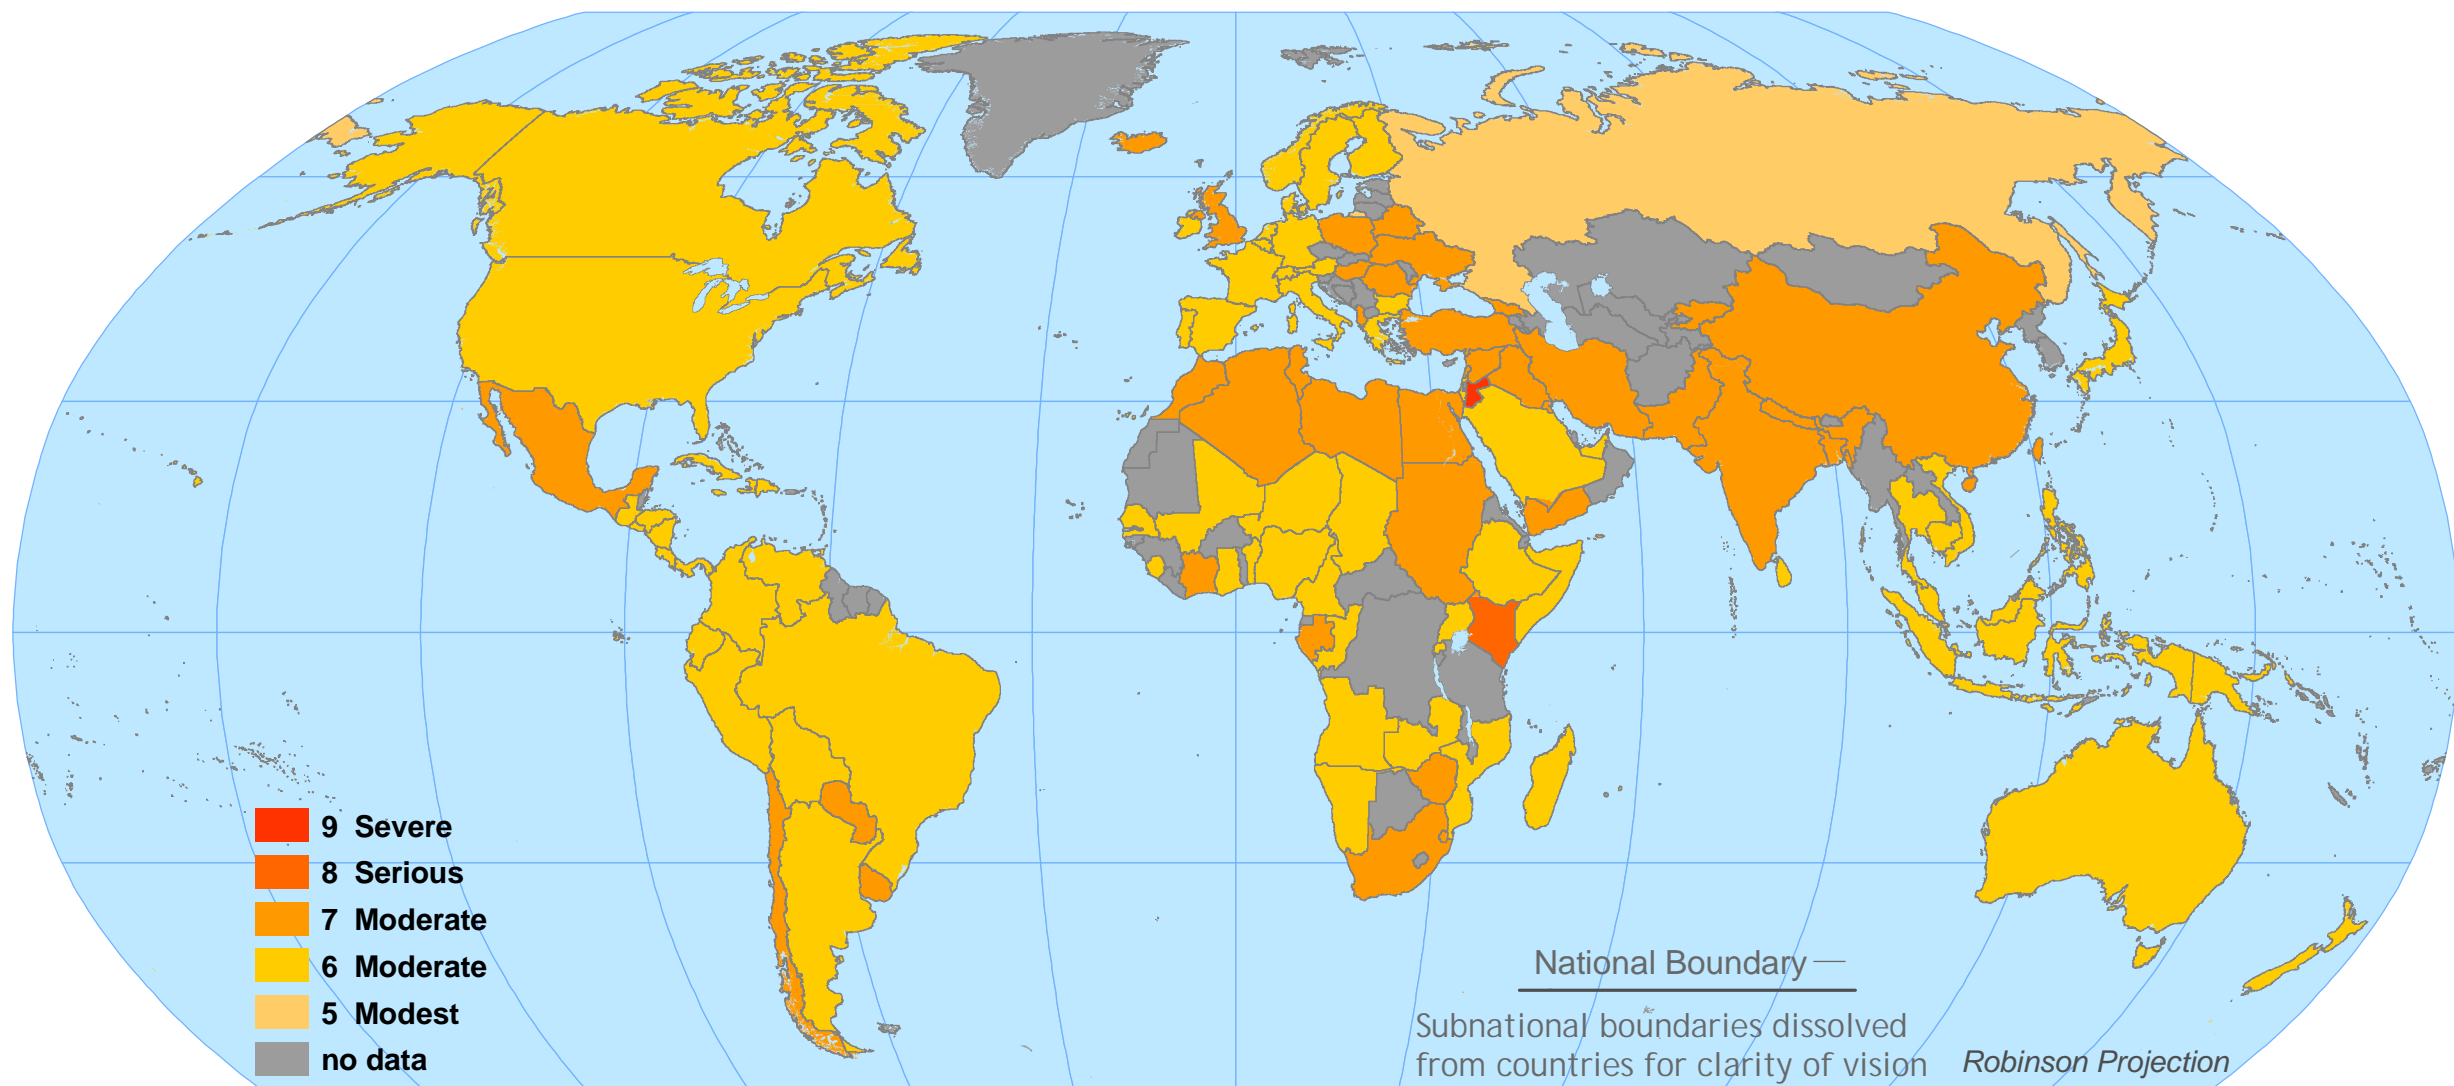 9 Severe
8 Serious
7 Moderate
6 Moderate
5 Modest
no data
National Boundary
Subnational boundaries dissolved
from countries for clarity of vision
Robinson Projection